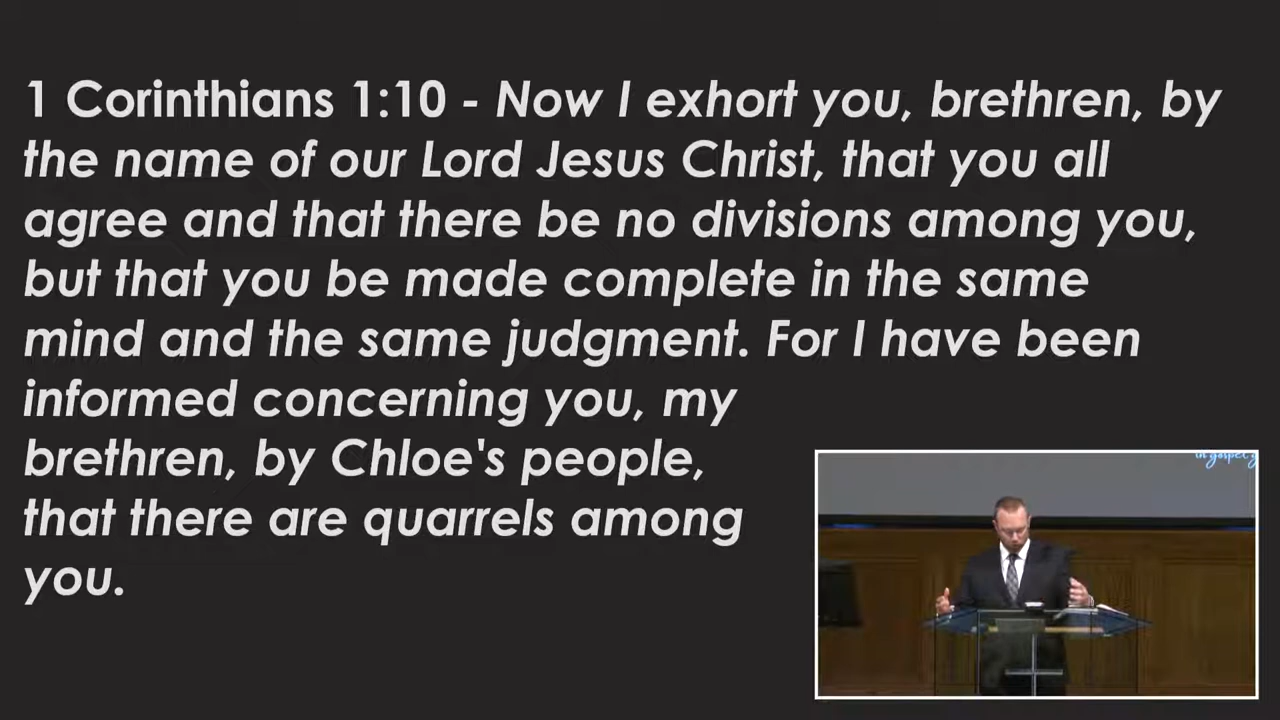 1 Corinthians 1:10 - Now I exhort you, brethren, by
the name of our Lord Jesus Christ, that you all
agree and that there be no divisions among you,
but that you be made complete in the same
mind and the same judgment. For I have been
informed concerning you, my
brethren, by Chloe's people,
that there are quarrels among
you.
in gospel